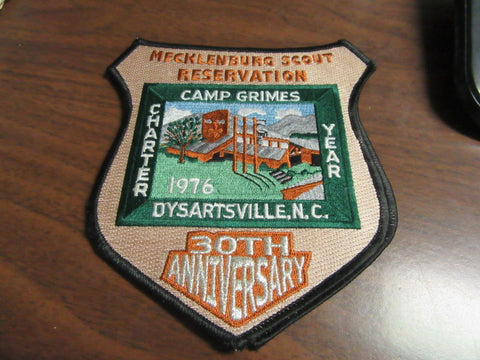 MECKLENBURG SCOUT
RESERVATION
CAMP GRIMES
CHARTER
YEAR
1976
DYSARTSVILLE, N.C.
30TH
ANNIVERSARY